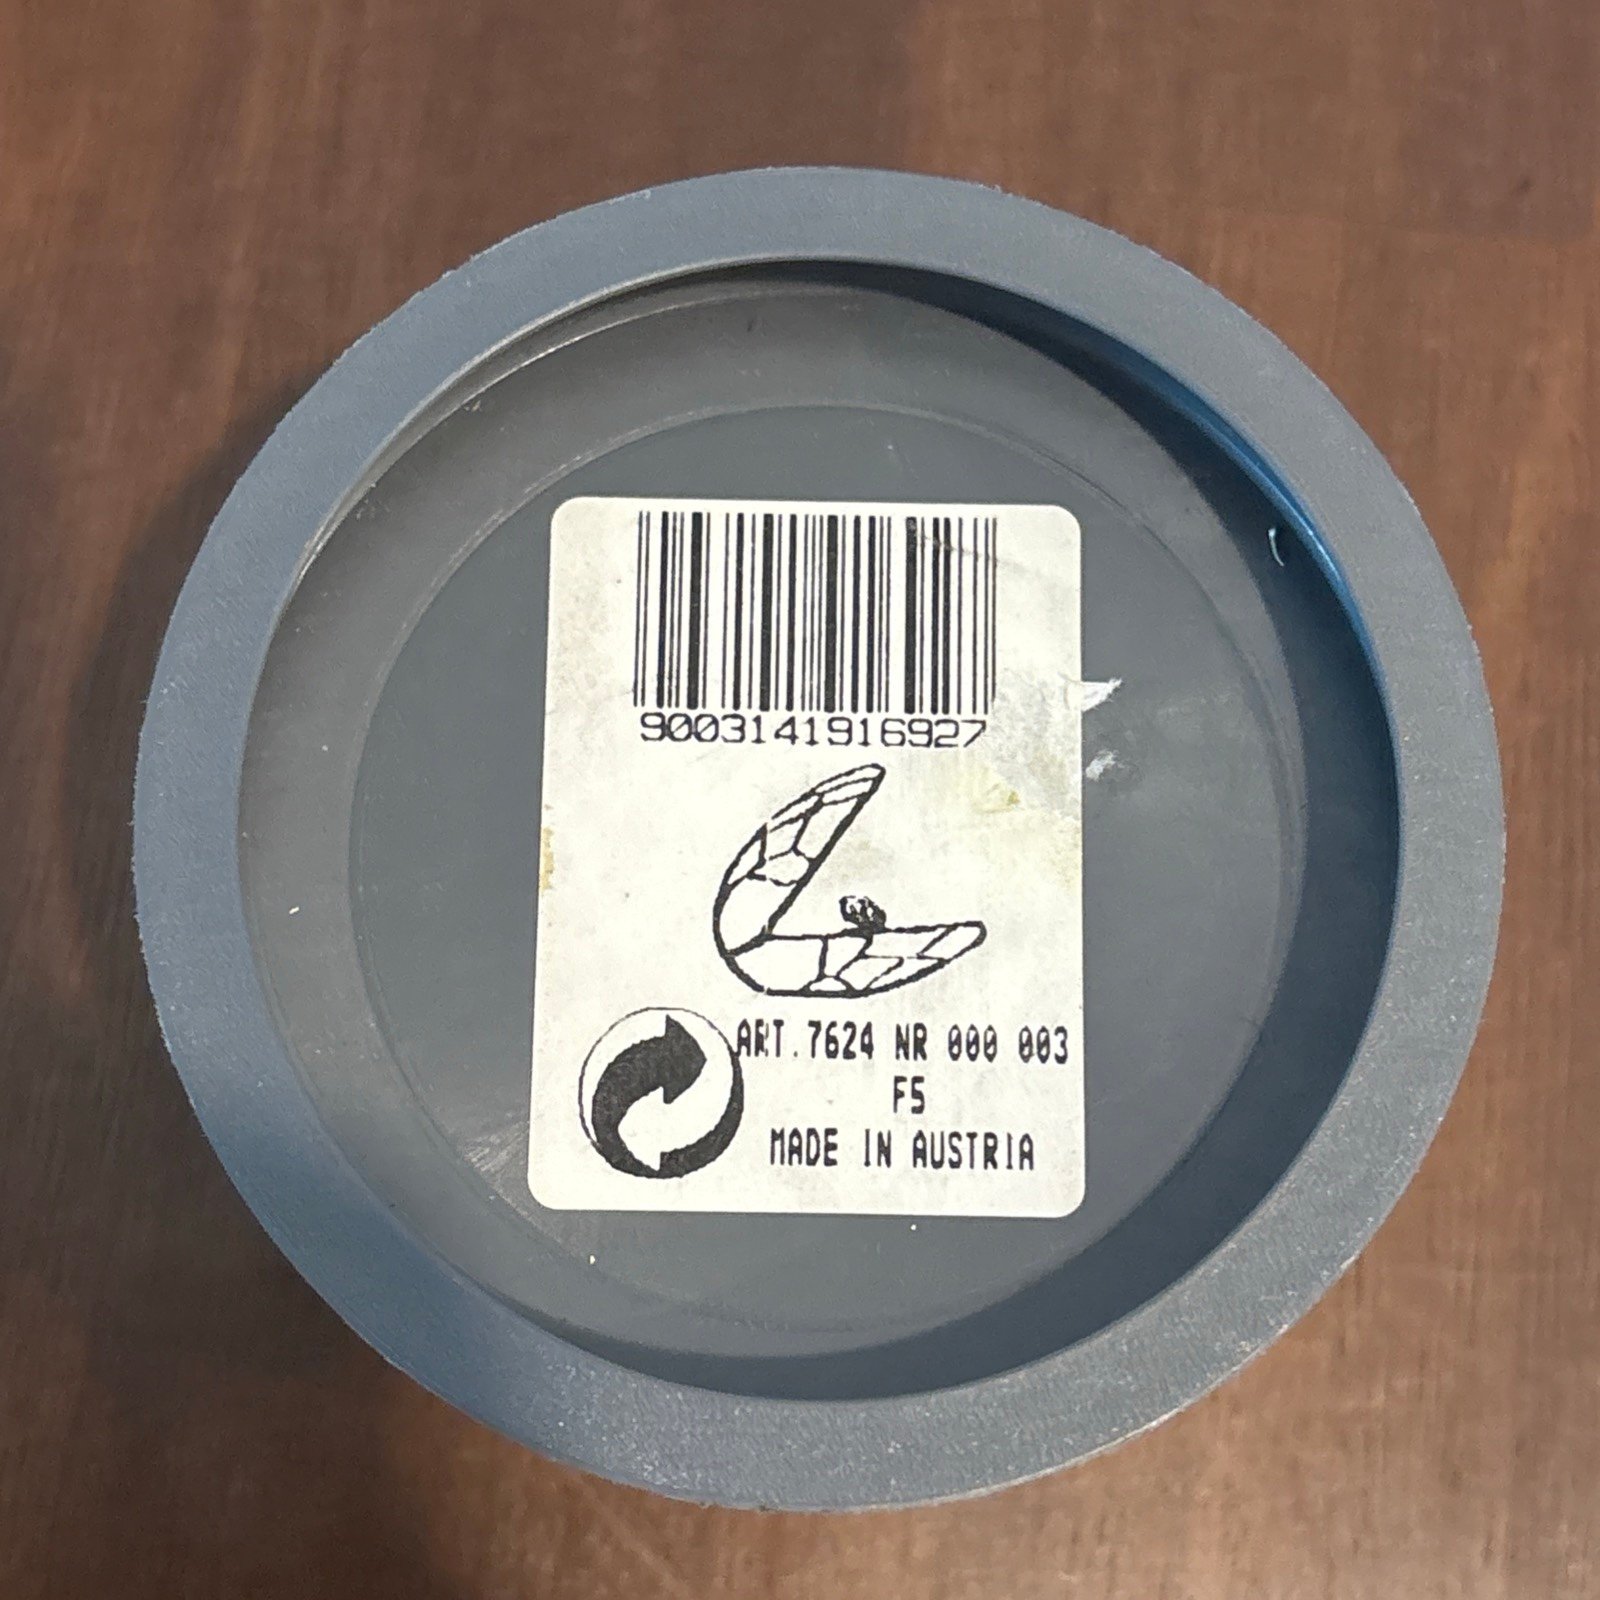 9003141916927
ART.7624 NR 000 003
F5
MADE IN AUSTRIA